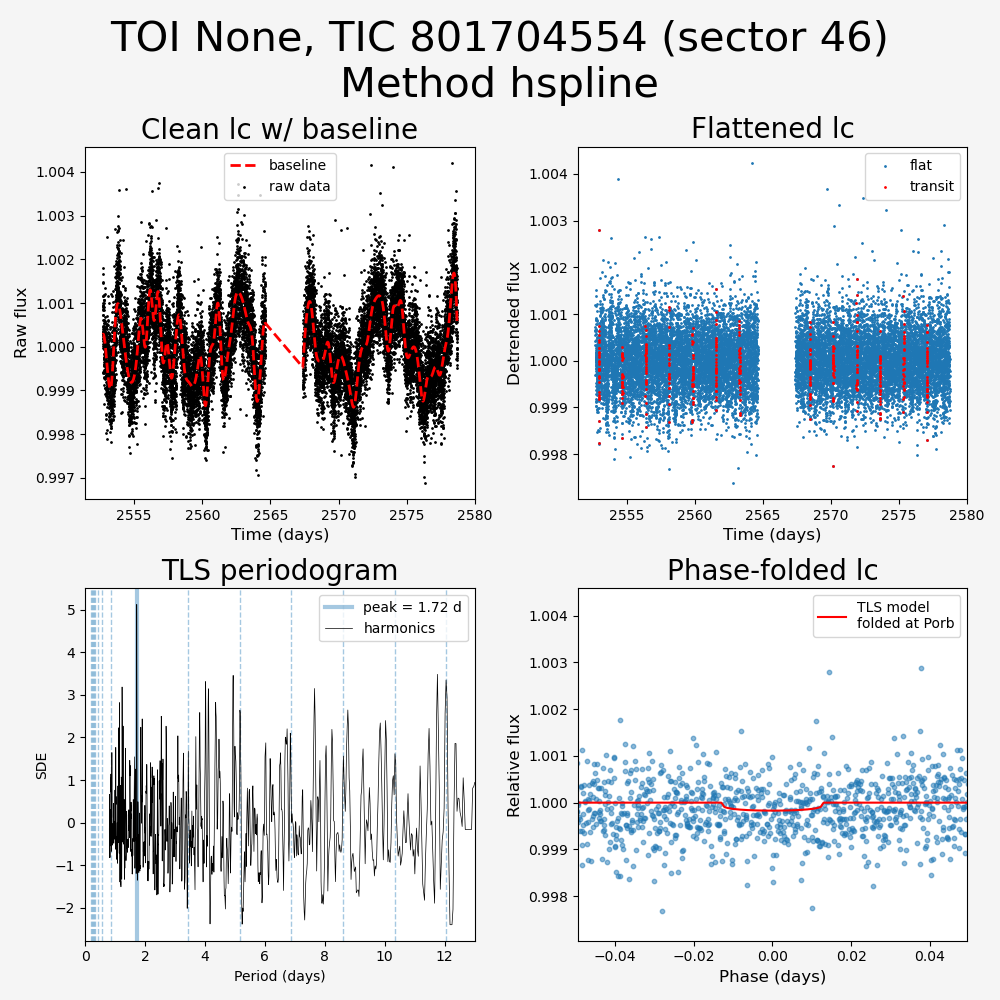 TOI None, TIC 801704554 (sector 46)
Method hspline
Clean lc w/ baseline
baseline
raw data
1.004
1.003
1.002
1.001
1.000
0.999
0.998
0.997
Raw flux
2555
2560
2565
2570
2575
2580
Time (days)
Flattened lc
flat
transit
1.004
1.003
1.002
1.001
1.000
0.999
0.998
Detrended flux
2555
2560
2565
2570
2575
2580
Time (days)
TLS periodogram
peak = 1.72 d
harmonics
5
4
3
2
1
0
−1
−2
SDE
0
2
4
6
8
10
12
Period (days)
Phase-folded lc
TLS model
folded at Porb
1.004
1.003
1.002
1.001
1.000
0.999
0.998
Relative flux
−0.04
−0.02
0.00
0.02
0.04
Phase (days)